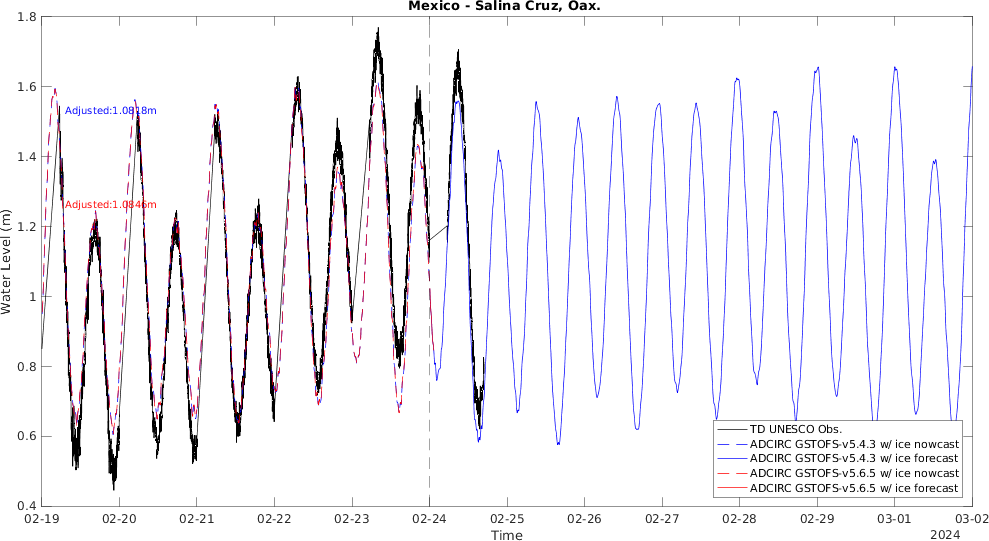 Mexico - Salina Cruz, Oax.
Water Level (m)
1.8
1.6
1.4
1.2
1
0.8
0.6
0.4
Adjusted:1.0818m
Adjusted:1.0846m
TD UNESCO Obs.
ADCIRC GSTOFS-v5.4.3 w/ ice nowcast
ADCIRC GSTOFS-v5.4.3 w/ ice forecast
ADCIRC GSTOFS-v5.6.5 w/ ice nowcast
ADCIRC GSTOFS-v5.6.5 w/ ice forecast
02-19 02-20 02-21 02-22 02-23 02-24 02-25 02-26 02-27 02-28 02-29 03-01 03-02
Time
2024